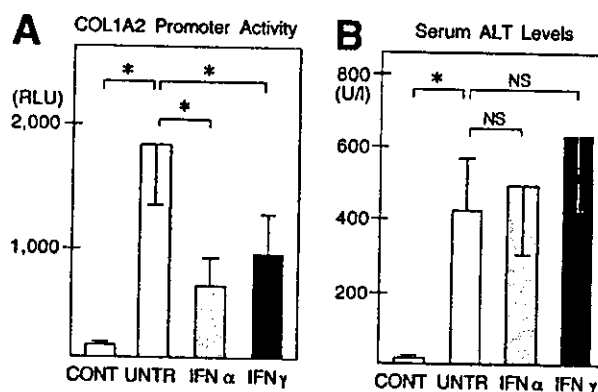 A COL1A2 Promoter Activity
(RLU)
2,000
1,000
* * *
CONT UNTR IFN α IFN γ
B Serum ALT Levels
800
(U/l)
600
400
200
* NS
NS
CONT UNTR IFN α IFN γ